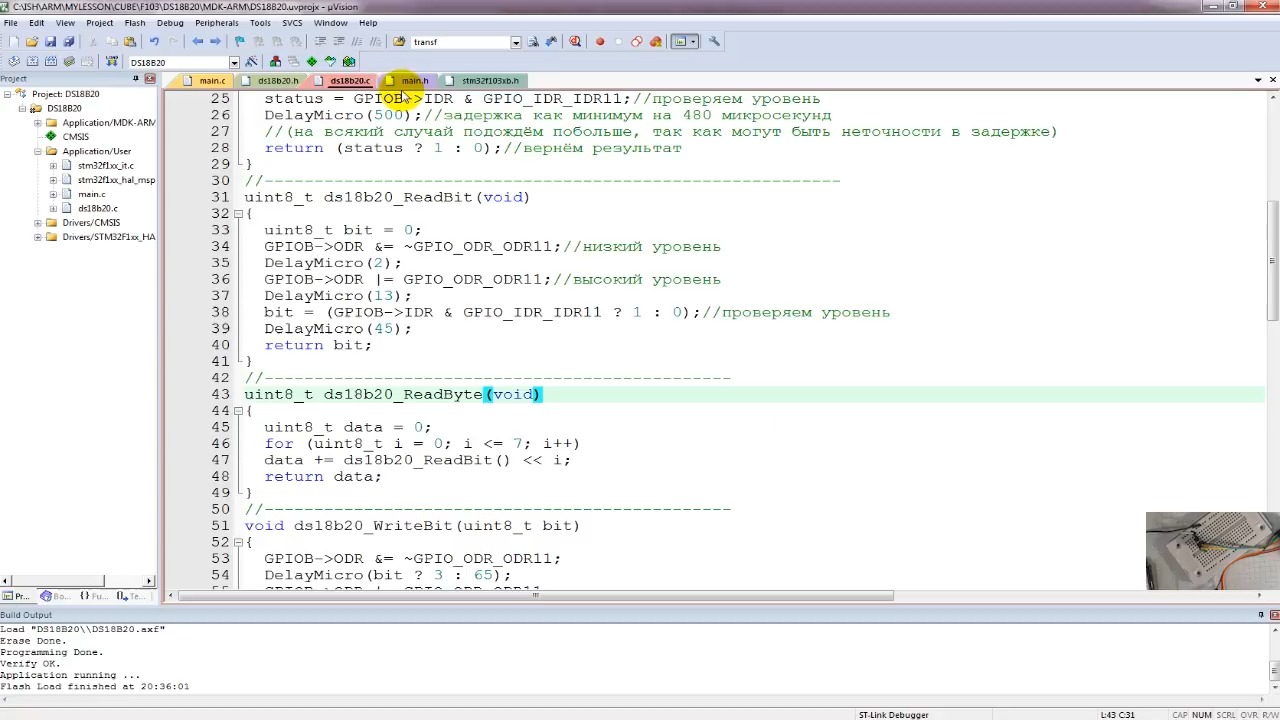 C:\ISH\ARM\MYLESSON\CUBE\F103\DS18B20\MDK-ARM\DS18B20.uvprojx - µVision
File Edit View Project Flash Debug Peripherals Tools SVCS Window Help
transf
DS18B20
Project
main.c ds18b20.h ds18b20.c main.h stm32f103xb.h
Project: DS18B20
DS18B20
Application/MDK-ARM
CMSIS
Application/User
stm32f1xx_it.c
stm32f1xx_hal_msp
main.c
ds18b20.c
Drivers/CMSIS
Drivers/STM32F1xx_HA
25 status = GPIOB->IDR & GPIO_IDR_IDR11;//проверяем уровень
26 DelayMicro(500);//задержка как минимум на 480 микросекунд
27 //(на всякий случай подождём побольше, так как могут быть неточности в задержке)
28 return (status ? 1 : 0);//вернём результат
29 }
30 //----------------------------------------------------------
31 uint8_t ds18b20_ReadBit(void)
32 {
33 uint8_t bit = 0;
34 GPIOB->ODR &= ~GPIO_ODR_ODR11;//низкий уровень
35 DelayMicro(2);
36 GPIOB->ODR |= GPIO_ODR_ODR11;//высокий уровень
37 DelayMicro(13);
38 bit = (GPIOB->IDR & GPIO_IDR_IDR11 ? 1 : 0);//проверяем уровень
39 DelayMicro(45);
40 return bit;
41 }
42 //-----------------------------------------------
43 uint8_t ds18b20_ReadByte(void)
44 {
45 uint8_t data = 0;
46 for (uint8_t i = 0; i <= 7; i++)
47 data += ds18b20_ReadBit() << i;
48 return data;
49 }
50 //-----------------------------------------------
51 void ds18b20_WriteBit(uint8_t bit)
52 {
53 GPIOB->ODR &= ~GPIO_ODR_ODR11;
54 DelayMicro(bit ? 3 : 65);
Pr... Bo... {} Fu... Te...
Build Output
Load "DS18B20\\DS18B20.axf"
Erase Done.
Programming Done.
Verify OK.
Application running ...
Flash Load finished at 20:36:01
ST-Link Debugger L:43 C:31 CAP NUM SCRL OVR R/W